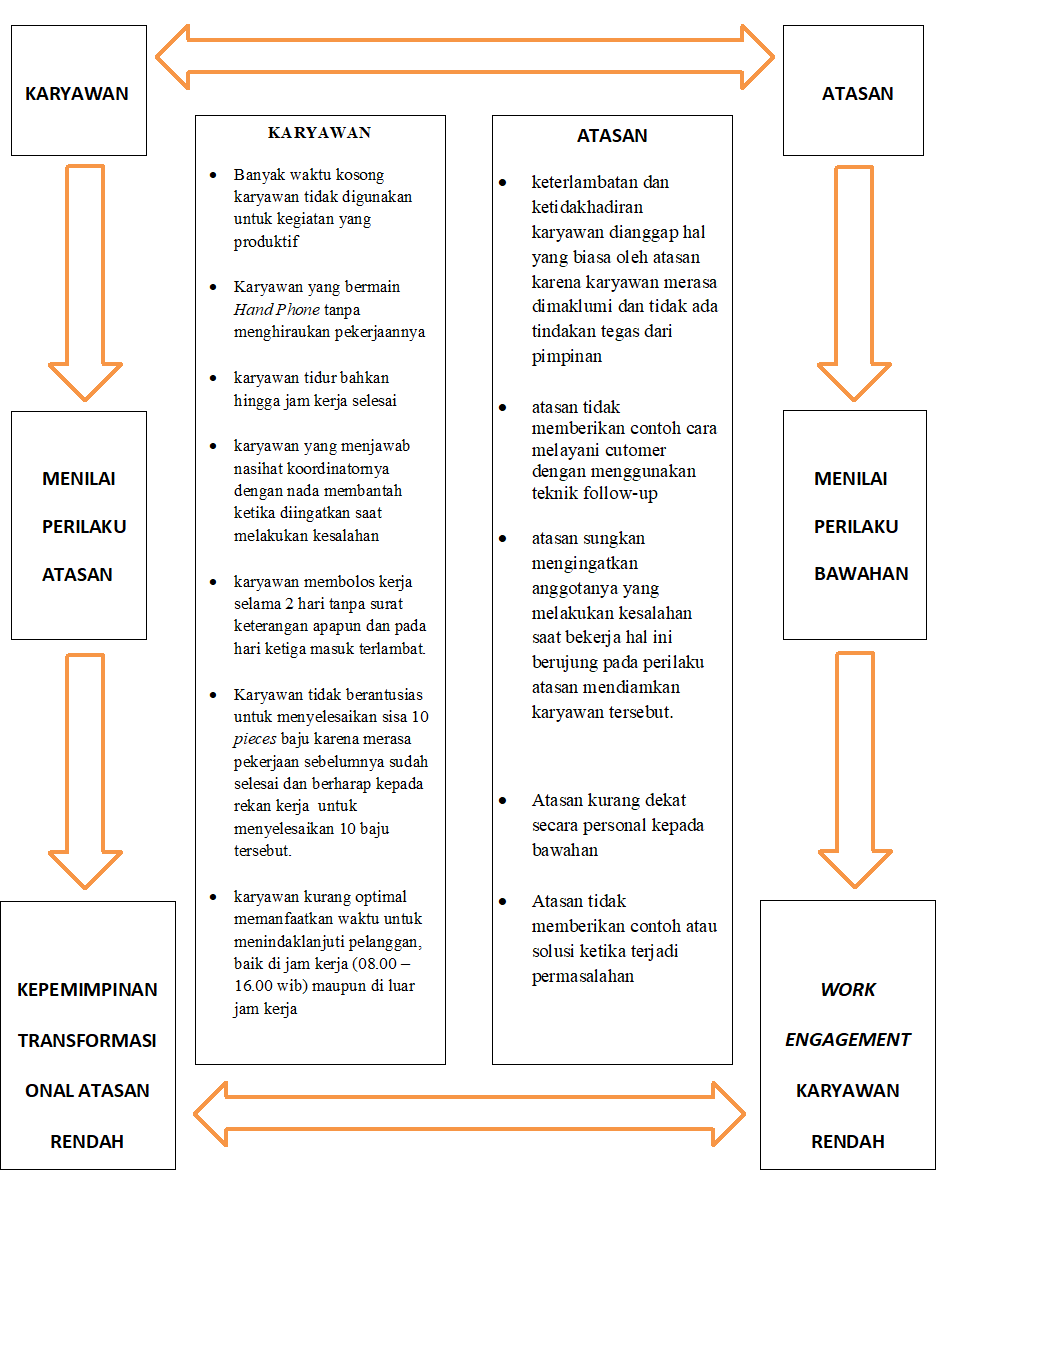 KARYAWAN
ATASAN
KARYAWAN
Banyak waktu kosong
karyawan tidak digunakan
untuk kegiatan yang
produktif
Karyawan yang bermain
Hand Phone tanpa
menghiraukan pekerjaannya
karyawan tidur bahkan
hingga jam kerja selesai
karyawan yang menjawab
nasihat koordinatornya
dengan nada membantah
ketika diingatkan saat
melakukan kesalahan
karyawan membolos kerja
selama 2 hari tanpa surat
keterangan apapun dan pada
hari ketiga masuk terlambat.
Karyawan tidak berantusias
untuk menyelesaikan sisa 10
pieces baju karena merasa
pekerjaan sebelumnya sudah
selesai dan berharap kepada
rekan kerja untuk
menyelesaikan 10 baju
tersebut.
karyawan kurang optimal
memanfaatkan waktu untuk
menindaklanjuti pelanggan,
baik di jam kerja (08.00 –
16.00 wib) maupun di luar
jam kerja
ATASAN
keterlambatan dan
ketidakhadiran
karyawan dianggap hal
yang biasa oleh atasan
karena karyawan merasa
dimaklumi dan tidak ada
tindakan tegas dari
pimpinan
atasan tidak
memberikan contoh cara
melayani cutomer
dengan menggunakan
teknik follow-up
atasan sungkan
mengingatkan
anggotanya yang
melakukan kesalahan
saat bekerja hal ini
berujung pada perilaku
atasan mendiamkan
karyawan tersebut.
Atasan kurang dekat
secara personal kepada
bawahan
Atasan tidak
memberikan contoh atau
solusi ketika terjadi
permasalahan
MENILAI
PERILAKU
ATASAN
MENILAI
PERILAKU
BAWAHAN
KEPEMIMPINAN
TRANSFORMASI
ONAL ATASAN
RENDAH
WORK
ENGAGEMENT
KARYAWAN
RENDAH